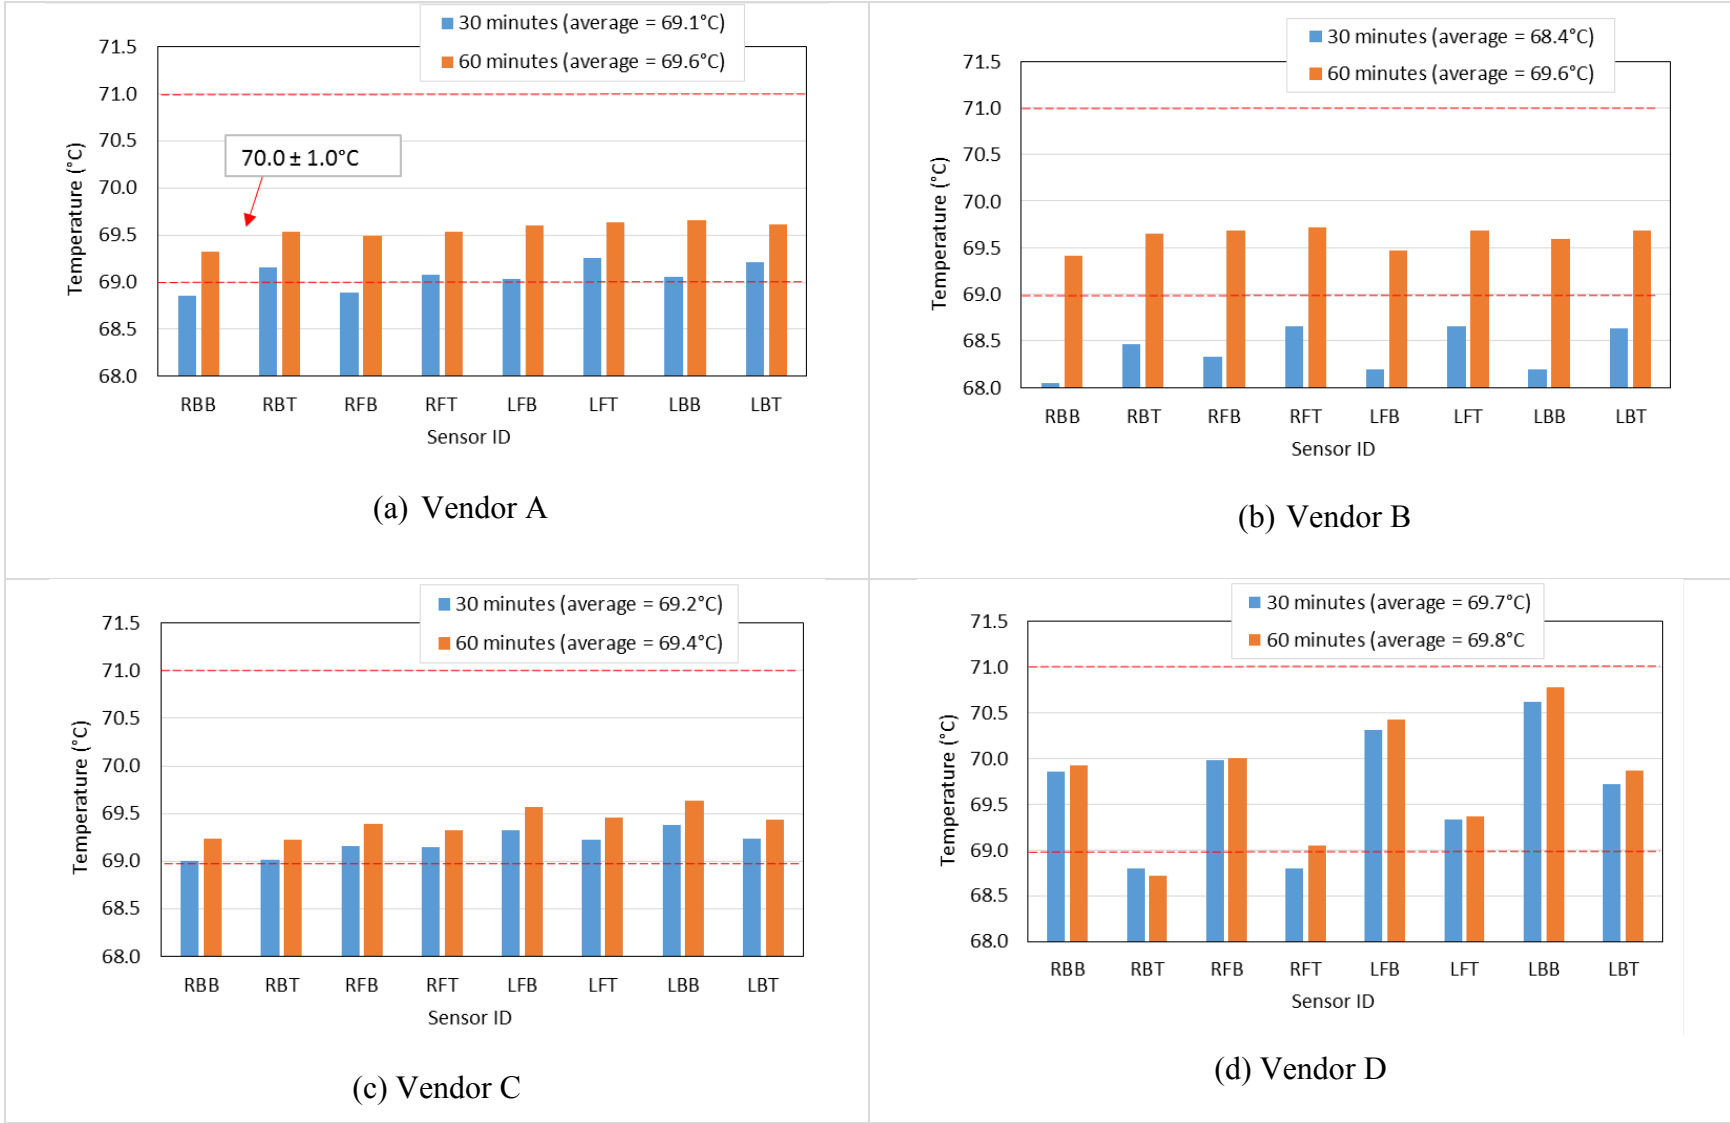 30 minutes (average = 69.1°C)
60 minutes (average = 69.6°C)
71.5
71.0
70.5
70.0
69.5
69.0
68.5
68.0
Temperature (°C)
70.0 ± 1.0°C
RBB RBT RFB RFT LFB LFT LBB LBT
Sensor ID
(a) Vendor A
30 minutes (average = 68.4°C)
60 minutes (average = 69.6°C)
71.5
71.0
70.5
70.0
69.5
69.0
68.5
68.0
Temperature (°C)
RBB RBT RFB RFT LFB LFT LBB LBT
Sensor ID
(b) Vendor B
30 minutes (average = 69.2°C)
60 minutes (average = 69.4°C)
71.5
71.0
70.5
70.0
69.5
69.0
68.5
68.0
Temperature (°C)
RBB RBT RFB RFT LFB LFT LBB LBT
Sensor ID
(c) Vendor C
30 minutes (average = 69.7°C)
60 minutes (average = 69.8°C
71.5
71.0
70.5
70.0
69.5
69.0
68.5
68.0
Temperature (°C)
RBB RBT RFB RFT LFB LFT LBB LBT
Sensor ID
(d) Vendor D